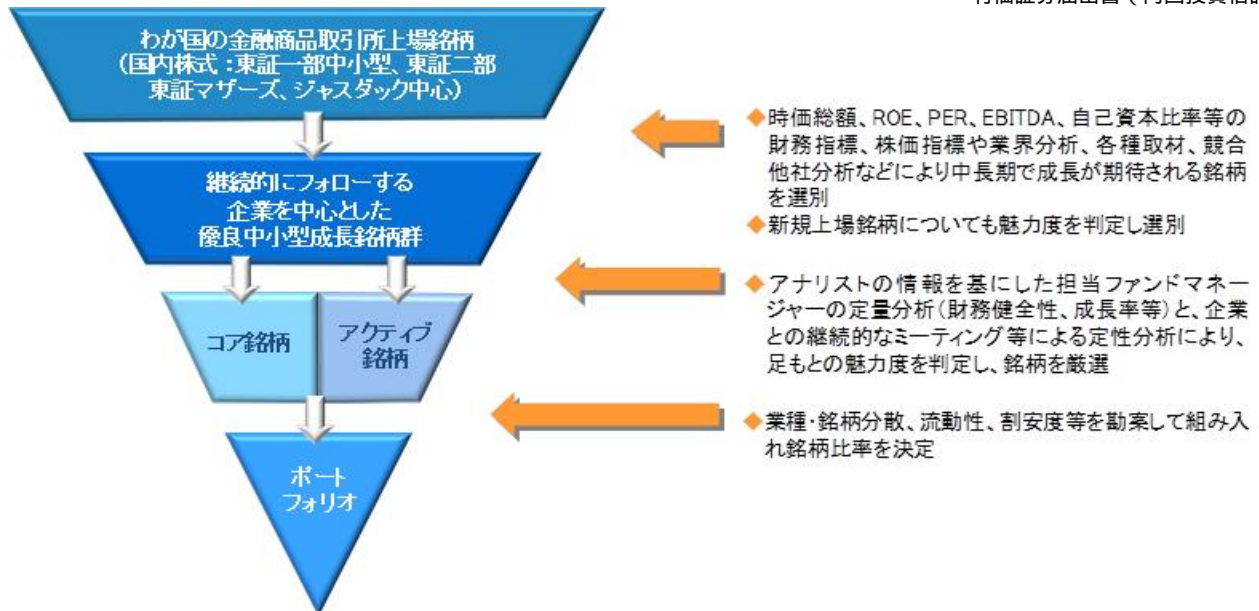 わが国の金融商品取引所上場銘柄
(国内株式:東証一部中小型、東証二部
東証マザーズ、ジャスダック中心)
◆時価総額、ROE、PER、EBITDA、自己資本比率等の
財務指標、株価指標や業界分析、各種取材、競合
他社分析などにより中長期で成長が期待される銘柄
を選別
◆新規上場銘柄についても魅力度を判定し選別
継続的にフォローする
企業を中心とした
優良中小型成長銘柄群
◆アナリストの情報を基にした担当ファンドマネー
ジャーの定量分析(財務健全性、成長率等)と、企業
との継続的なミーティング等による定性分析により、
足もとの魅力度を判定し、銘柄を厳選
コア銘柄
アクティブ
銘柄
◆業種・銘柄分散、流動性、割安度等を勘案して組み入
れ銘柄比率を決定
ポート
フォリオ